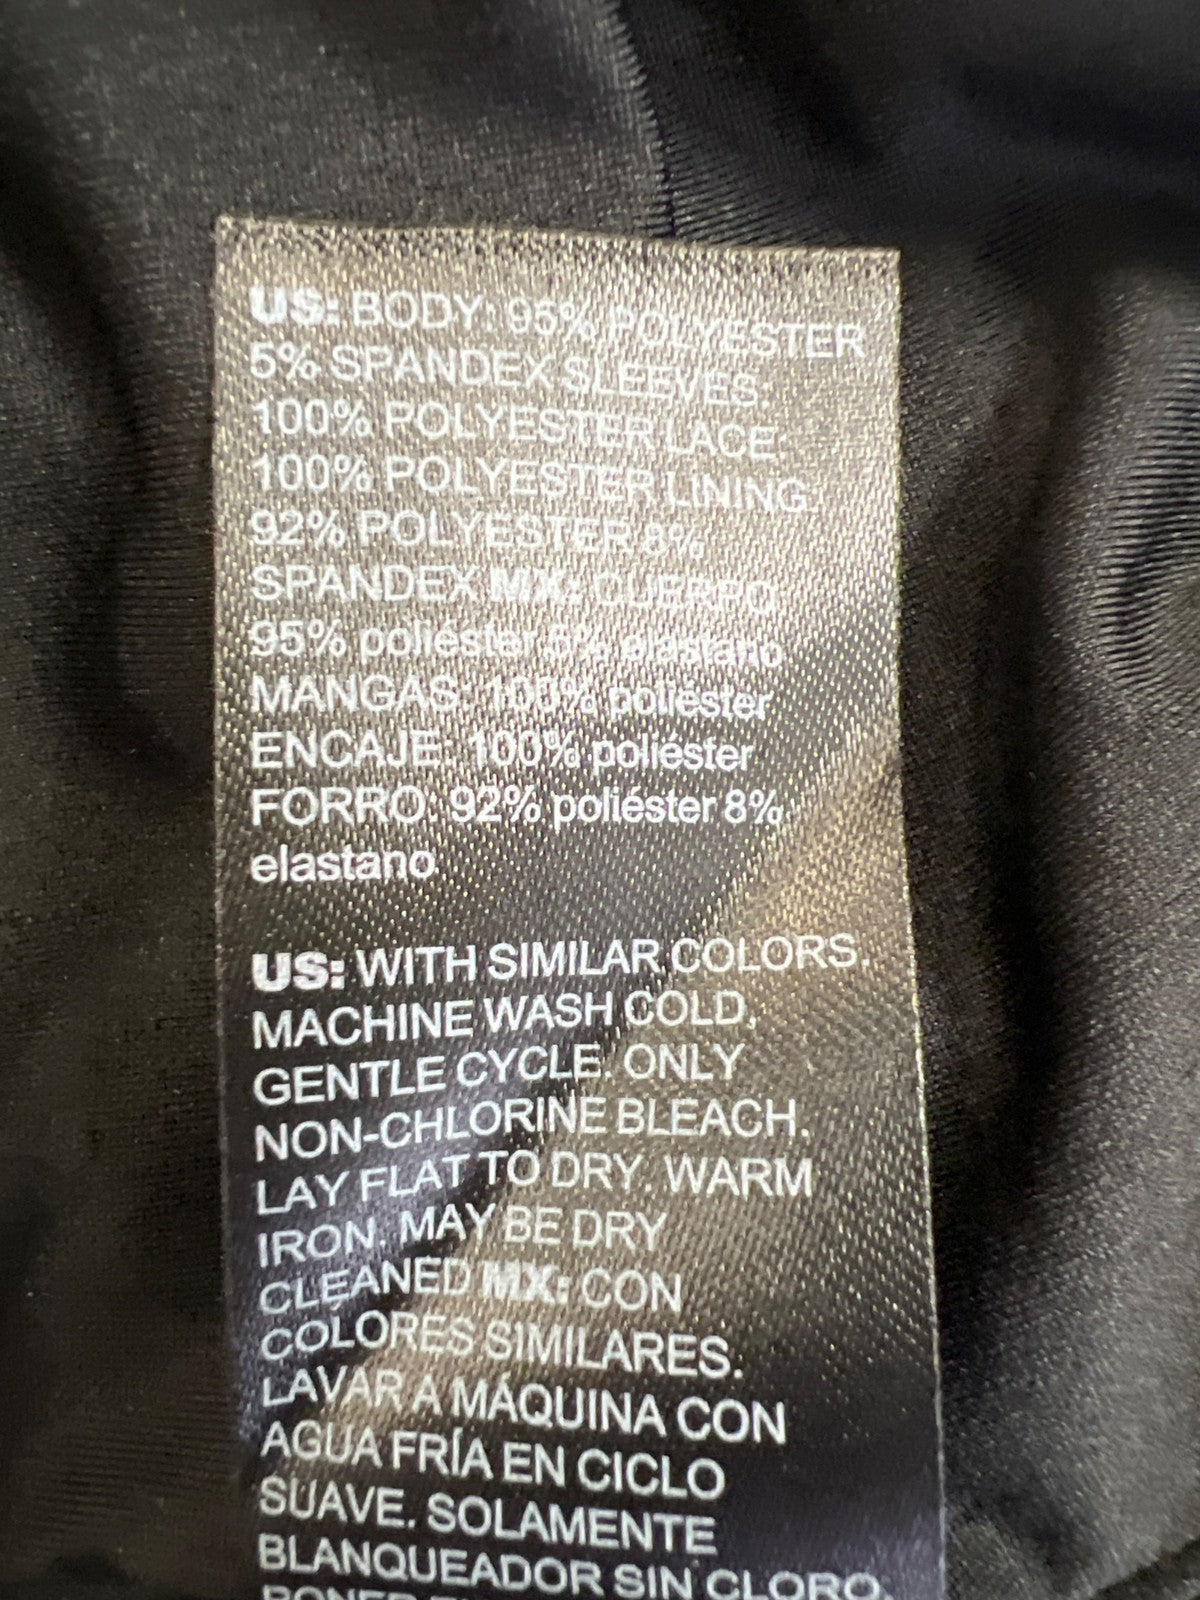 US: BODY: 95% POLYESTER
5% SPANDEX SLEEVES:
100% POLYESTER LACE:
100% POLYESTER LINING:
92% POLYESTER 8%
SPANDEX MX: CUERPO:
95% poliéster 5% elastano
MANGAS: 100% poliéster
ENCAJE: 100% poliéster
FORRO: 92% poliéster 8%
elastano
US: WITH SIMILAR COLORS.
MACHINE WASH COLD,
GENTLE CYCLE. ONLY
NON-CHLORINE BLEACH.
LAY FLAT TO DRY. WARM
IRON. MAY BE DRY
CLEANED MX: CON
COLORES SIMILARES.
LAVAR A MÁQUINA CON
AGUA FRÍA EN CICLO
SUAVE. SOLAMENTE
BLANQUEADOR SIN CLORO.